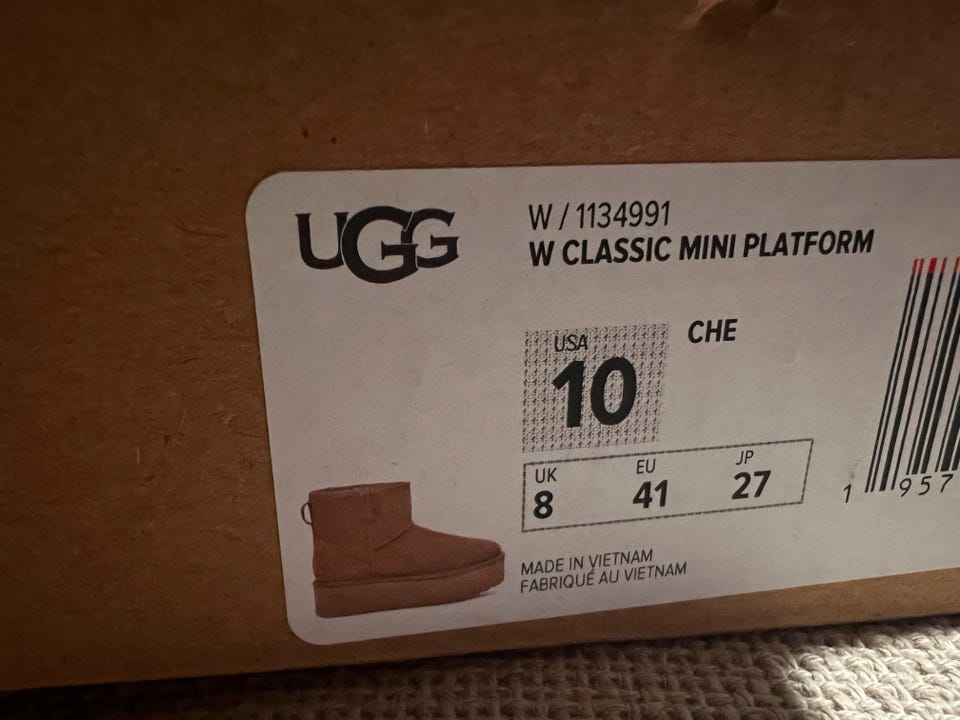 UGG
W / 1134991
W CLASSIC MINI PLATFORM
CHE
USA
10
UK EU JP
8 41 27
MADE IN VIETNAM
FABRIQUÉ AU VIETNAM
1 957